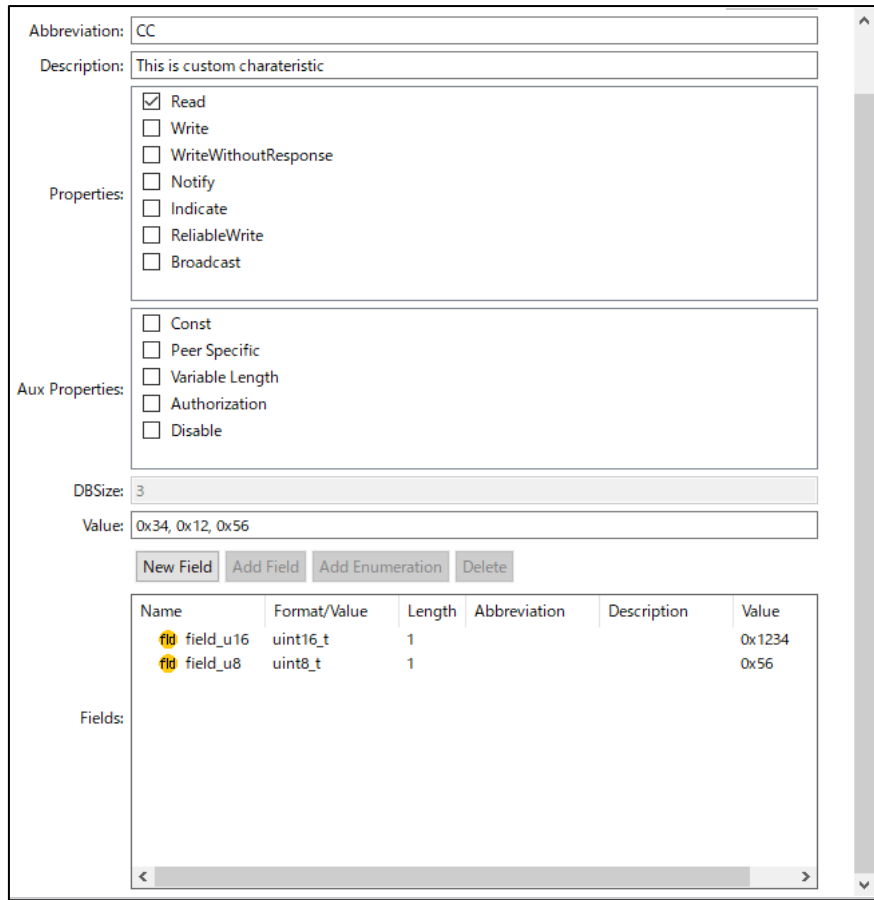 Abbreviation: CC
Description: This is custom charateristic
Properties:
Read
Write
WriteWithoutResponse
Notify
Indicate
ReliableWrite
Broadcast
Aux Properties:
Const
Peer Specific
Variable Length
Authorization
Disable
DBSize: 3
Value: 0x34, 0x12, 0x56
New Field Add Field Add Enumeration Delete
Fields:
Name Format/Value Length Abbreviation Description Value
fld field_u16 uint16_t 1 0x1234
fld field_u8 uint8_t 1 0x56